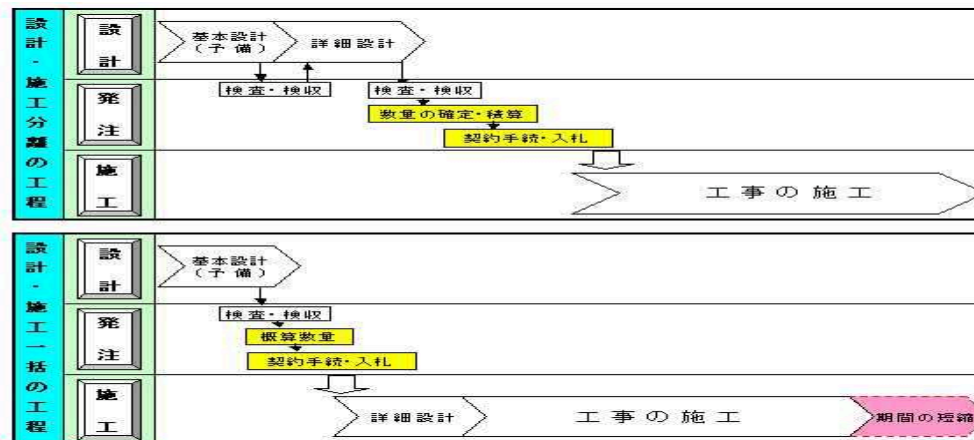 設計・施工分離の工程
設計
基本設計
(予備)
詳細設計
発注
検査・検収
検査・検収
数量の確定・積算
契約手続・入札
施工
工事の施工
設計・施工一括の工程
設計
基本設計
(予備)
発注
検査・検収
概算数量
契約手続・入札
施工
詳細設計
工事の施工
期間の短縮